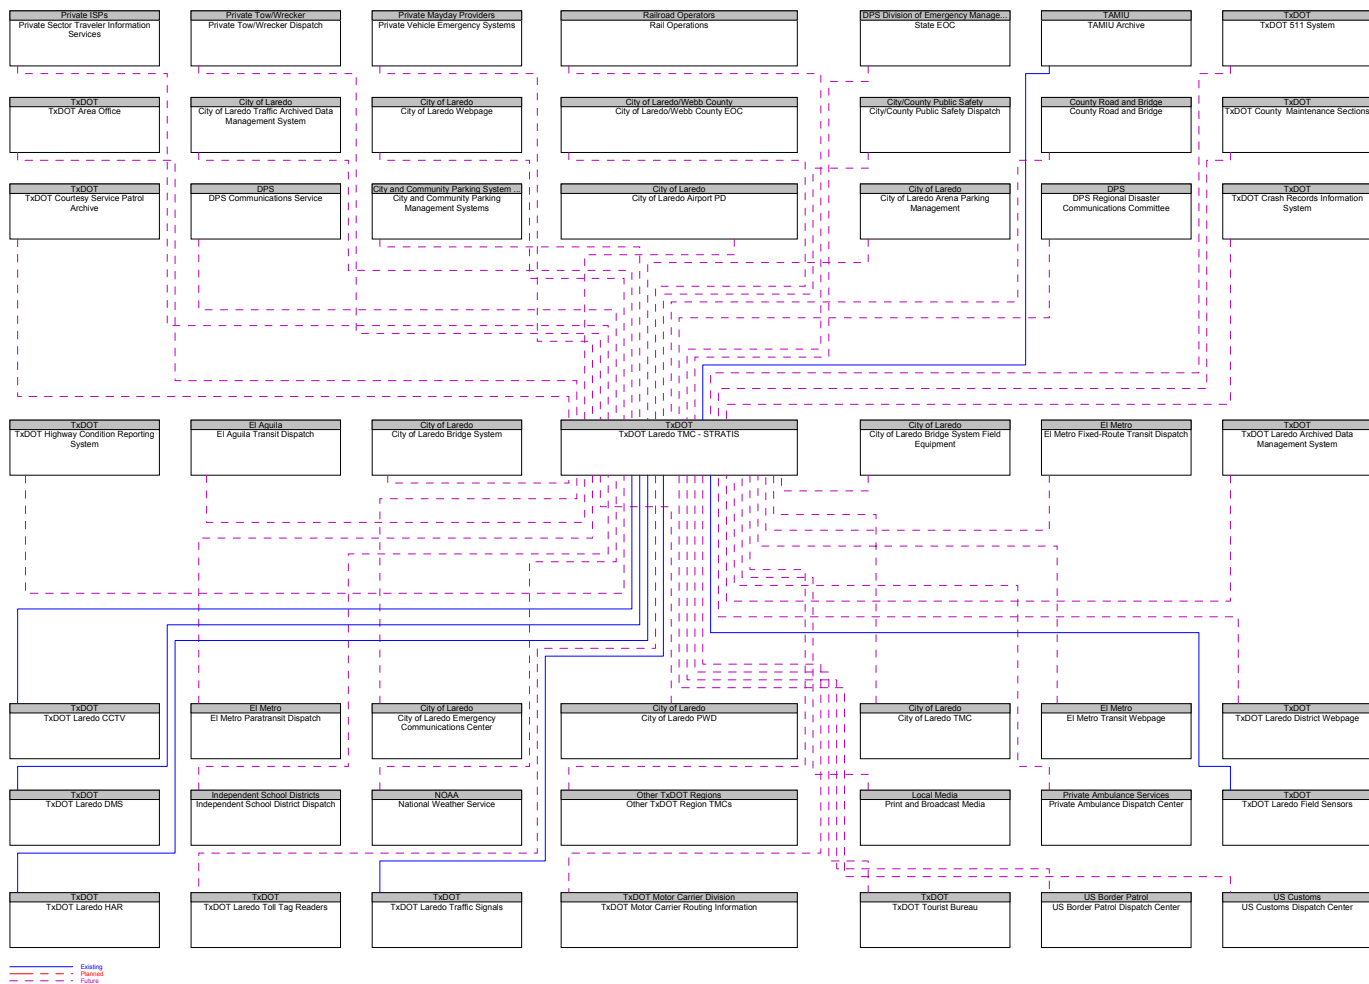 Private ISPs
Private Sector Traveler Information
Services
Private Tow/Wrecker
Private Tow/Wrecker Dispatch
Private Mayday Providers
Private Vehicle Emergency Systems
Railroad Operators
Rail Operations
DPS Division of Emergency Manage...
State EOC
TAMIU
TAMIU Archive
TxDOT
TxDOT 511 System
TxDOT
TxDOT Area Office
City of Laredo
City of Laredo Traffic Archived Data
Management System
City of Laredo
City of Laredo Webpage
City of Laredo/Webb County
City of Laredo/Webb County EOC
City/County Public Safety
City/County Public Safety Dispatch
County Road and Bridge
County Road and Bridge
TxDOT
TxDOT County Maintenance Sections
TxDOT
TxDOT Courtesy Service Patrol
Archive
DPS
DPS Communications Service
City and Community Parking System ...
City and Community Parking
Management Systems
City of Laredo
City of Laredo Airport PD
City of Laredo
City of Laredo Arena Parking
Management
DPS
DPS Regional Disaster
Communications Committee
TxDOT
TxDOT Crash Records Information
System
TxDOT
TxDOT Highway Condition Reporting
System
El Aguila
El Aguila Transit Dispatch
City of Laredo
City of Laredo Bridge System
TxDOT
TxDOT Laredo TMC - STRATIS
City of Laredo
City of Laredo Bridge System Field
Equipment
El Metro
El Metro Fixed-Route Transit Dispatch
TxDOT
TxDOT Laredo Archived Data
Management System
TxDOT
TxDOT Laredo CCTV
El Metro
El Metro Paratransit Dispatch
City of Laredo
City of Laredo Emergency
Communications Center
City of Laredo
City of Laredo PWD
City of Laredo
City of Laredo TMC
El Metro
El Metro Transit Webpage
TxDOT
TxDOT Laredo District Webpage
TxDOT
TxDOT Laredo DMS
Independent School Districts
Independent School District Dispatch
NOAA
National Weather Service
Other TxDOT Regions
Other TxDOT Region TMCs
Local Media
Print and Broadcast Media
Private Ambulance Services
Private Ambulance Dispatch Center
TxDOT
TxDOT Laredo Field Sensors
TxDOT
TxDOT Laredo HAR
TxDOT
TxDOT Laredo Toll Tag Readers
TxDOT
TxDOT Laredo Traffic Signals
TxDOT Motor Carrier Division
TxDOT Motor Carrier Routing Information
TxDOT
TxDOT Tourist Bureau
US Border Patrol
US Border Patrol Dispatch Center
US Customs
US Customs Dispatch Center
Existing
Planned
Future